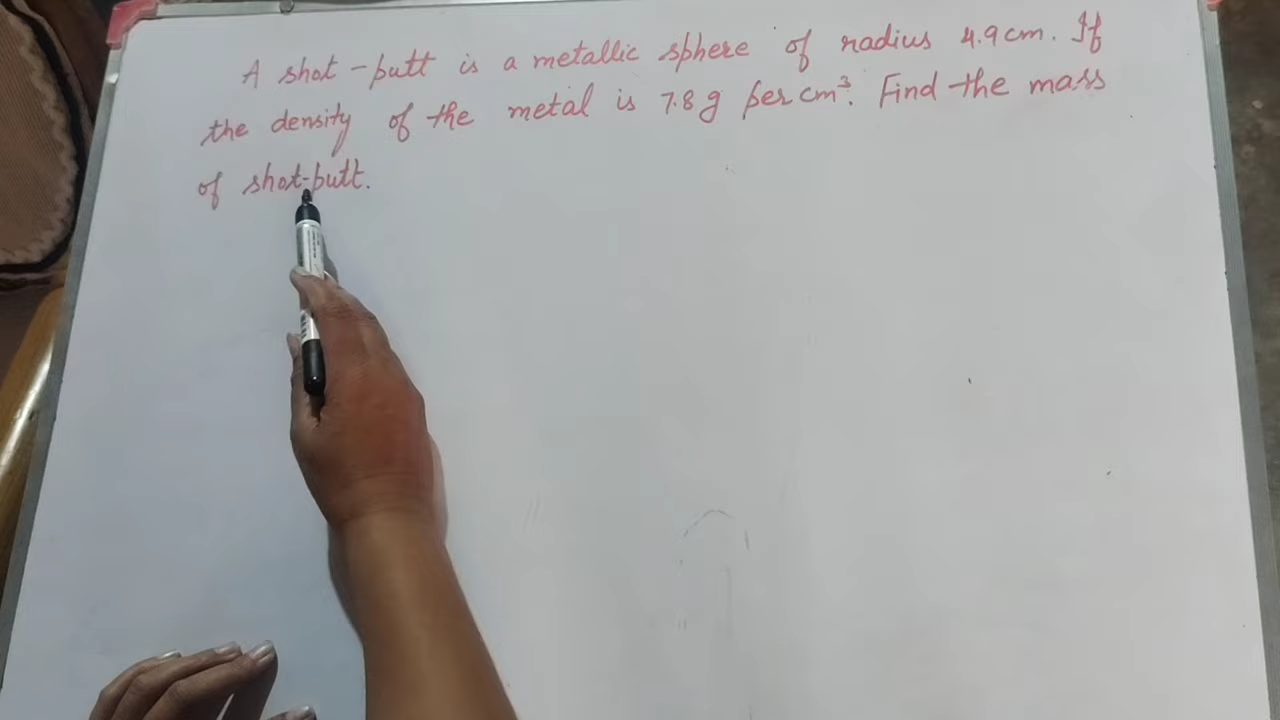 A shot-putt is a metallic sphere of radius 4.9 cm. If
the density of the metal is 7.8 g per cm³. Find the mass
of shot-putt.